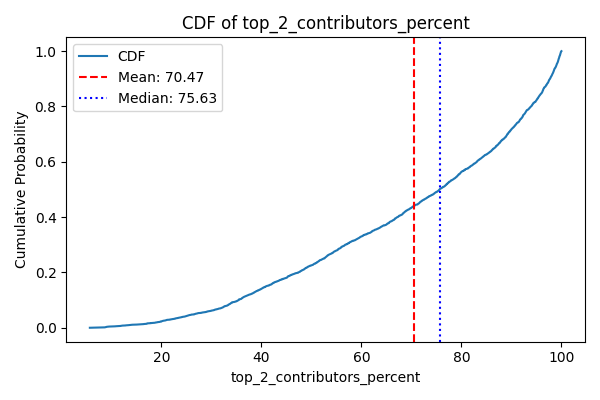 CDF of top_2_contributors_percent
CDF
Mean: 70.47
Median: 75.63
Cumulative Probability
1.0
0.8
0.6
0.4
0.2
0.0
20 40 60 80 100
top_2_contributors_percent